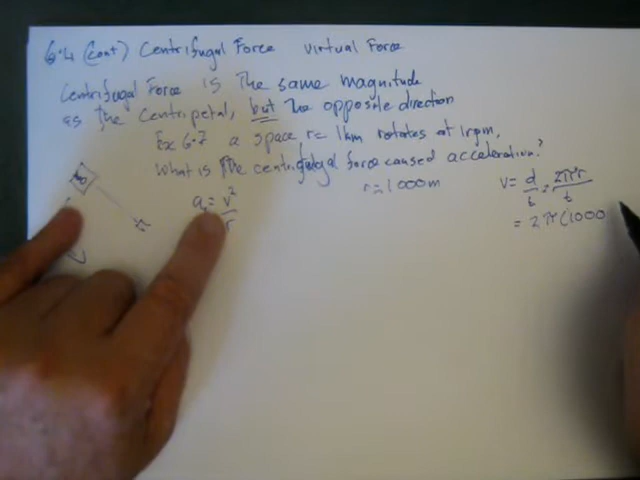 6.4 (cont) Centrifugal Force virtual Force
Centrifugal Force is the same magnitude
as the centripetal, but the opposite direction
Ex 6.7 a space r= 1km rotates at 1rpm.
What is the centrifugal force caused acceleration?
r=1000m
v= d/t = 2πr/t
a = v²/r
= 2π(1000